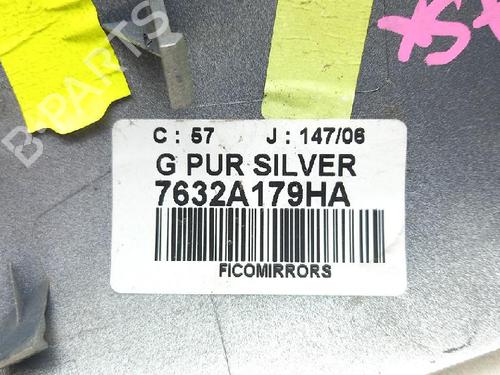 B-PARTS
C : 57 J : 147/06
G PUR SILVER
7632A179HA
FICOMIRRORS